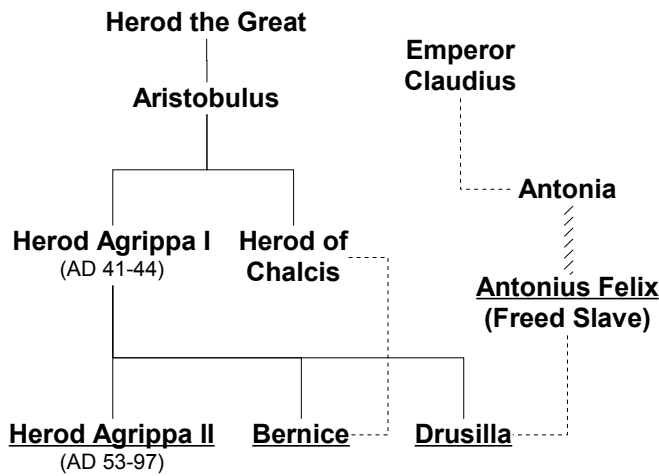 Herod the Great
Emperor
Claudius
Aristobulus
Antonia
Herod Agrippa I
(AD 41-44)
Herod of
Chalcis
Antonius Felix
(Freed Slave)
Herod Agrippa II
(AD 53-97)
Bernice
Drusilla